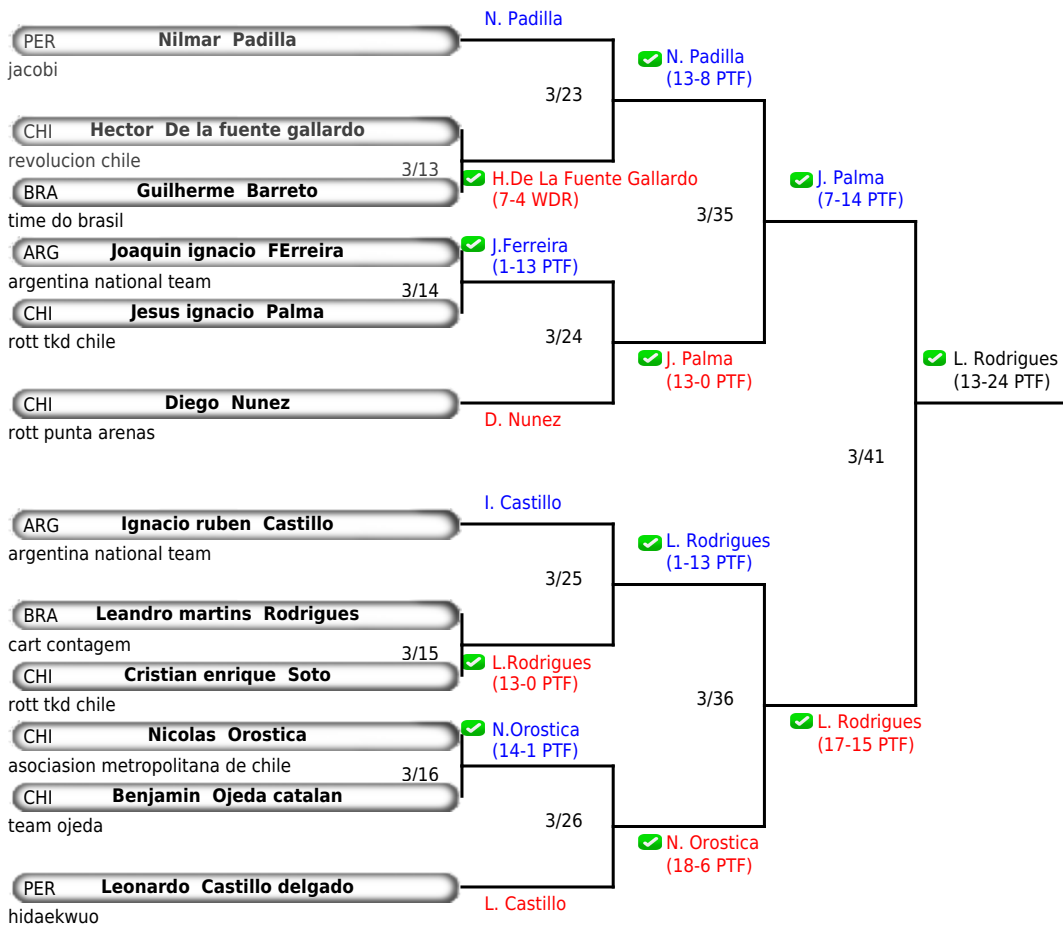 N. Padilla
PER Nilmar Padilla
jacobi
N. Padilla
(13-8 PTF)
3/23
CHI Hector De la fuente gallardo
revolucion chile
3/13
BRA Guilherme Barreto
time do brasil
H.De La Fuente Gallardo
(7-4 WDR)
J. Palma
(7-14 PTF)
3/35
ARG Joaquin ignacio FErreira
argentina national team
J.Ferreira
(1-13 PTF)
3/14
CHI Jesus ignacio Palma
rott tkd chile
3/24
J. Palma
(13-0 PTF)
L. Rodrigues
(13-24 PTF)
CHI Diego Nunez
rott punta arenas
D. Nunez
3/41
I. Castillo
ARG Ignacio ruben Castillo
argentina national team
L. Rodrigues
(1-13 PTF)
3/25
BRA Leandro martins Rodrigues
cart contagem
3/15
CHI Cristian enrique Soto
rott tkd chile
L.Rodrigues
(13-0 PTF)
3/36
L. Rodrigues
(17-15 PTF)
CHI Nicolas Orostica
asociasion metropolitana de chile
N.Orostica
(14-1 PTF)
3/16
CHI Benjamin Ojeda catalan
team ojeda
3/26
N. Orostica
(18-6 PTF)
PER Leonardo Castillo delgado
hidaekwuo
L. Castillo